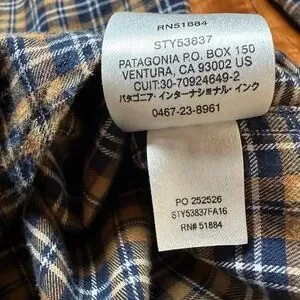 RN51884
STY53837
PATAGONIA P.O. BOX 150
VENTURA, CA 93002 US
CUIT:30-70924649-2
パタゴニア・インターナショナル・インク
0467-23-8961
PO 252526
STY53837FA16
RN# 51884